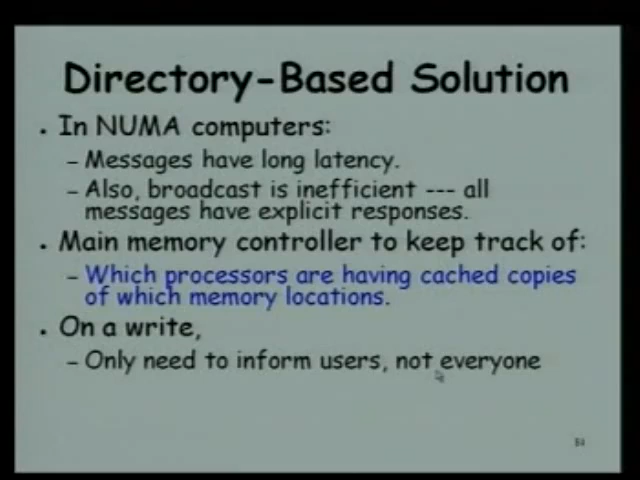 Directory-Based Solution
• In NUMA computers:
– Messages have long latency.
– Also, broadcast is inefficient --- all
messages have explicit responses.
• Main memory controller to keep track of:
– Which processors are having cached copies
of which memory locations.
• On a write,
– Only need to inform users, not everyone
84